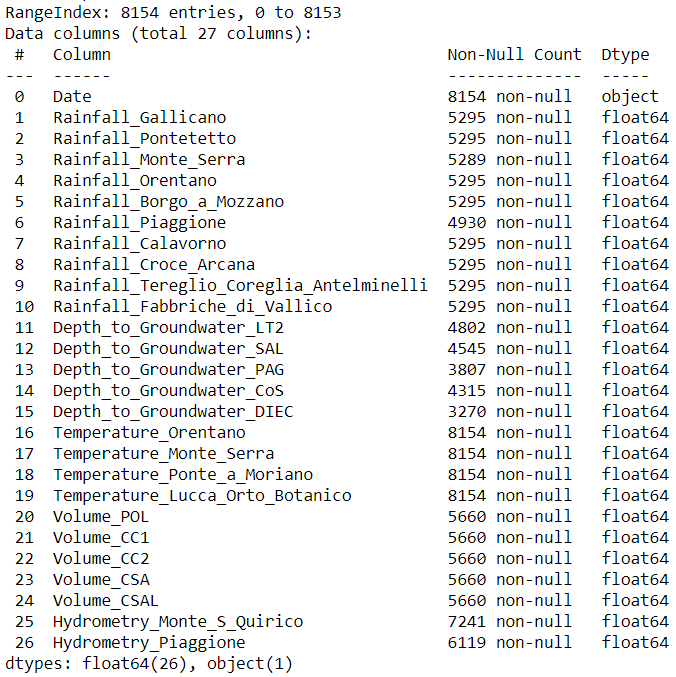 RangeIndex: 8154 entries, 0 to 8153
Data columns (total 27 columns):
 #   Column                                Non-Null Count  Dtype
---  ------                                --------------  -----
 0   Date                                  8154 non-null   object
 1   Rainfall_Gallicano                    5295 non-null   float64
 2   Rainfall_Pontetetto                   5295 non-null   float64
 3   Rainfall_Monte_Serra                  5289 non-null   float64
 4   Rainfall_Orentano                     5295 non-null   float64
 5   Rainfall_Borgo_a_Mozzano              5295 non-null   float64
 6   Rainfall_Piaggione                    4930 non-null   float64
 7   Rainfall_Calavorno                    5295 non-null   float64
 8   Rainfall_Croce_Arcana                 5295 non-null   float64
 9   Rainfall_Tereglio_Coreglia_Antelminelli  5295 non-null   float64
 10  Rainfall_Fabbriche_di_Vallico         5295 non-null   float64
 11  Depth_to_Groundwater_LT2              4802 non-null   float64
 12  Depth_to_Groundwater_SAL              4545 non-null   float64
 13  Depth_to_Groundwater_PAG              3807 non-null   float64
 14  Depth_to_Groundwater_CoS              4315 non-null   float64
 15  Depth_to_Groundwater_DIEC             3270 non-null   float64
 16  Temperature_Orentano                  8154 non-null   float64
 17  Temperature_Monte_Serra               8154 non-null   float64
 18  Temperature_Ponte_a_Moriano           8154 non-null   float64
 19  Temperature_Lucca_Orto_Botanico       8154 non-null   float64
 20  Volume_POL                            5660 non-null   float64
 21  Volume_CC1                            5660 non-null   float64
 22  Volume_CC2                            5660 non-null   float64
 23  Volume_CSA                            5660 non-null   float64
 24  Volume_CSAL                           5660 non-null   float64
 25  Hydrometry_Monte_S_Quirico            7241 non-null   float64
 26  Hydrometry_Piaggione                  6119 non-null   float64
dtypes: float64(26), object(1)